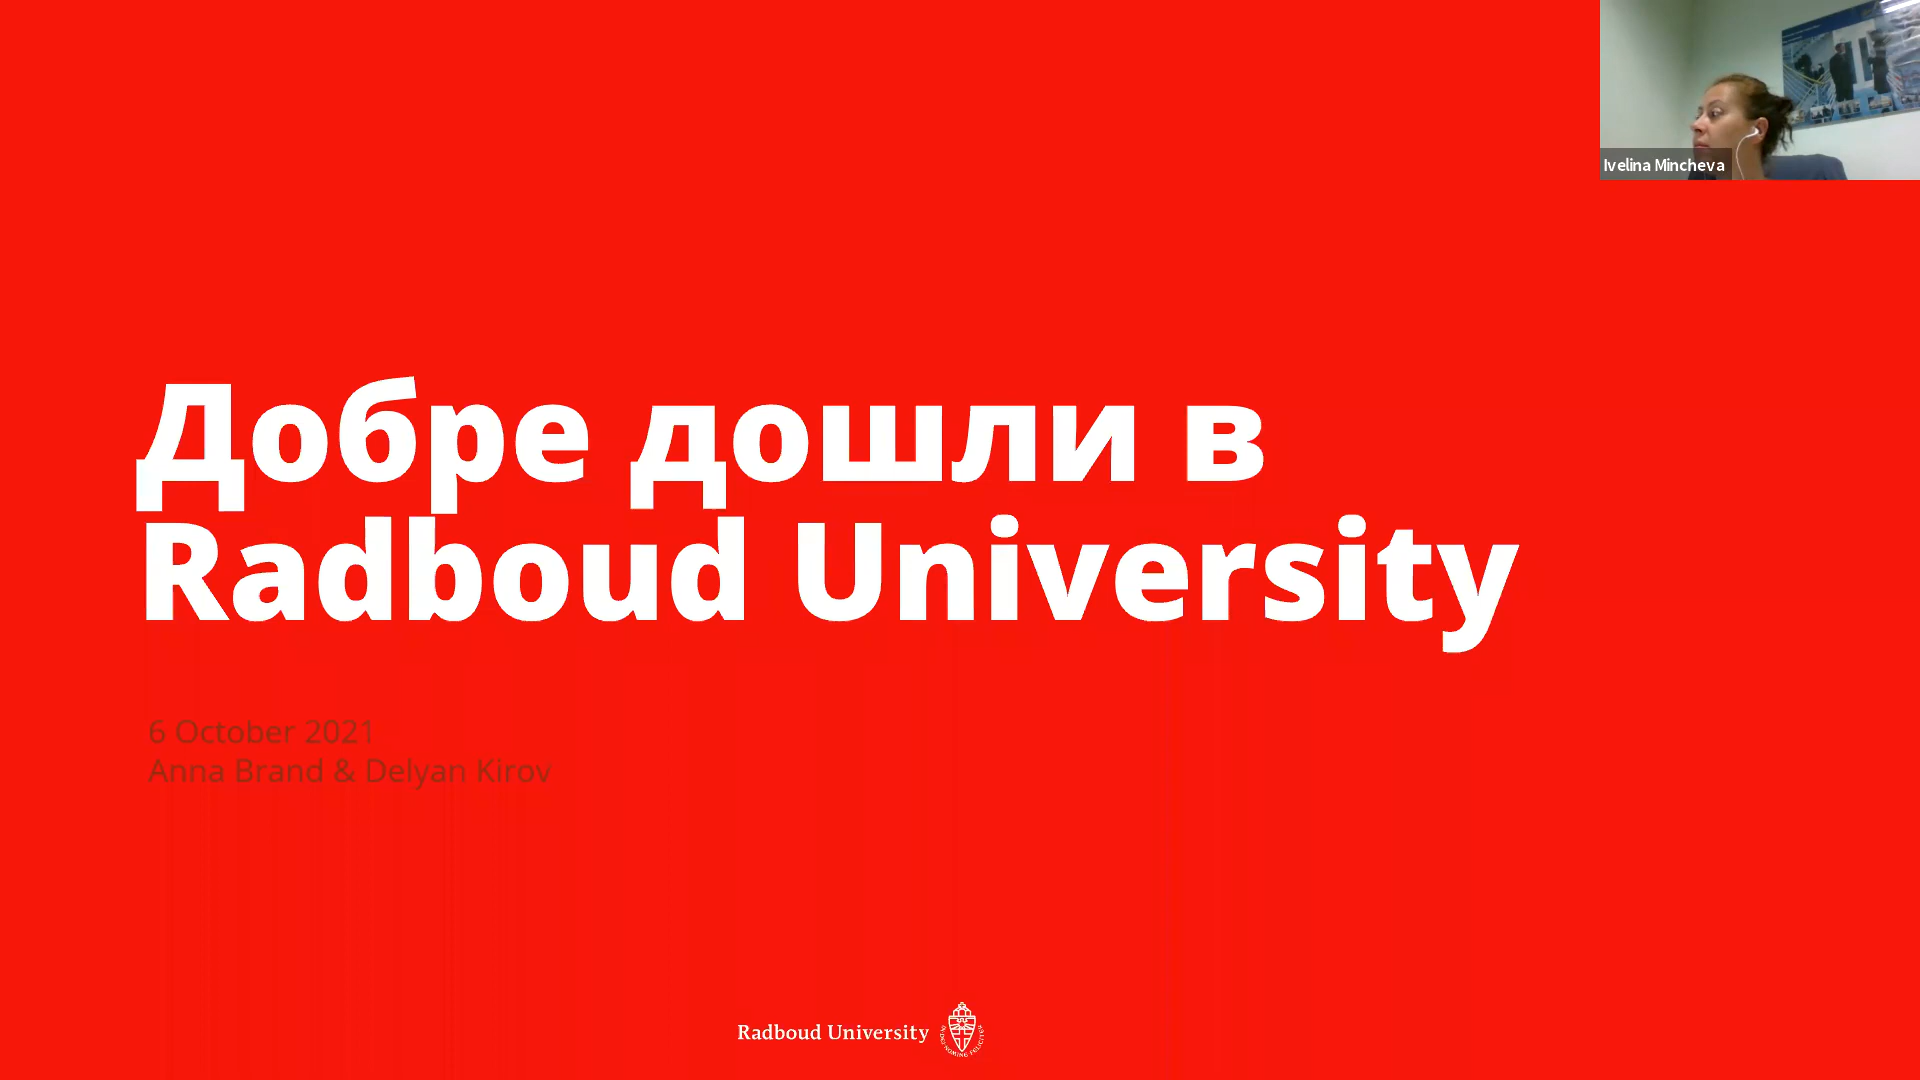 Ivelina Mincheva
Добре дошли в
Radboud University
6 October 2021
Anna Brand & Delyan Kirov
Radboud University